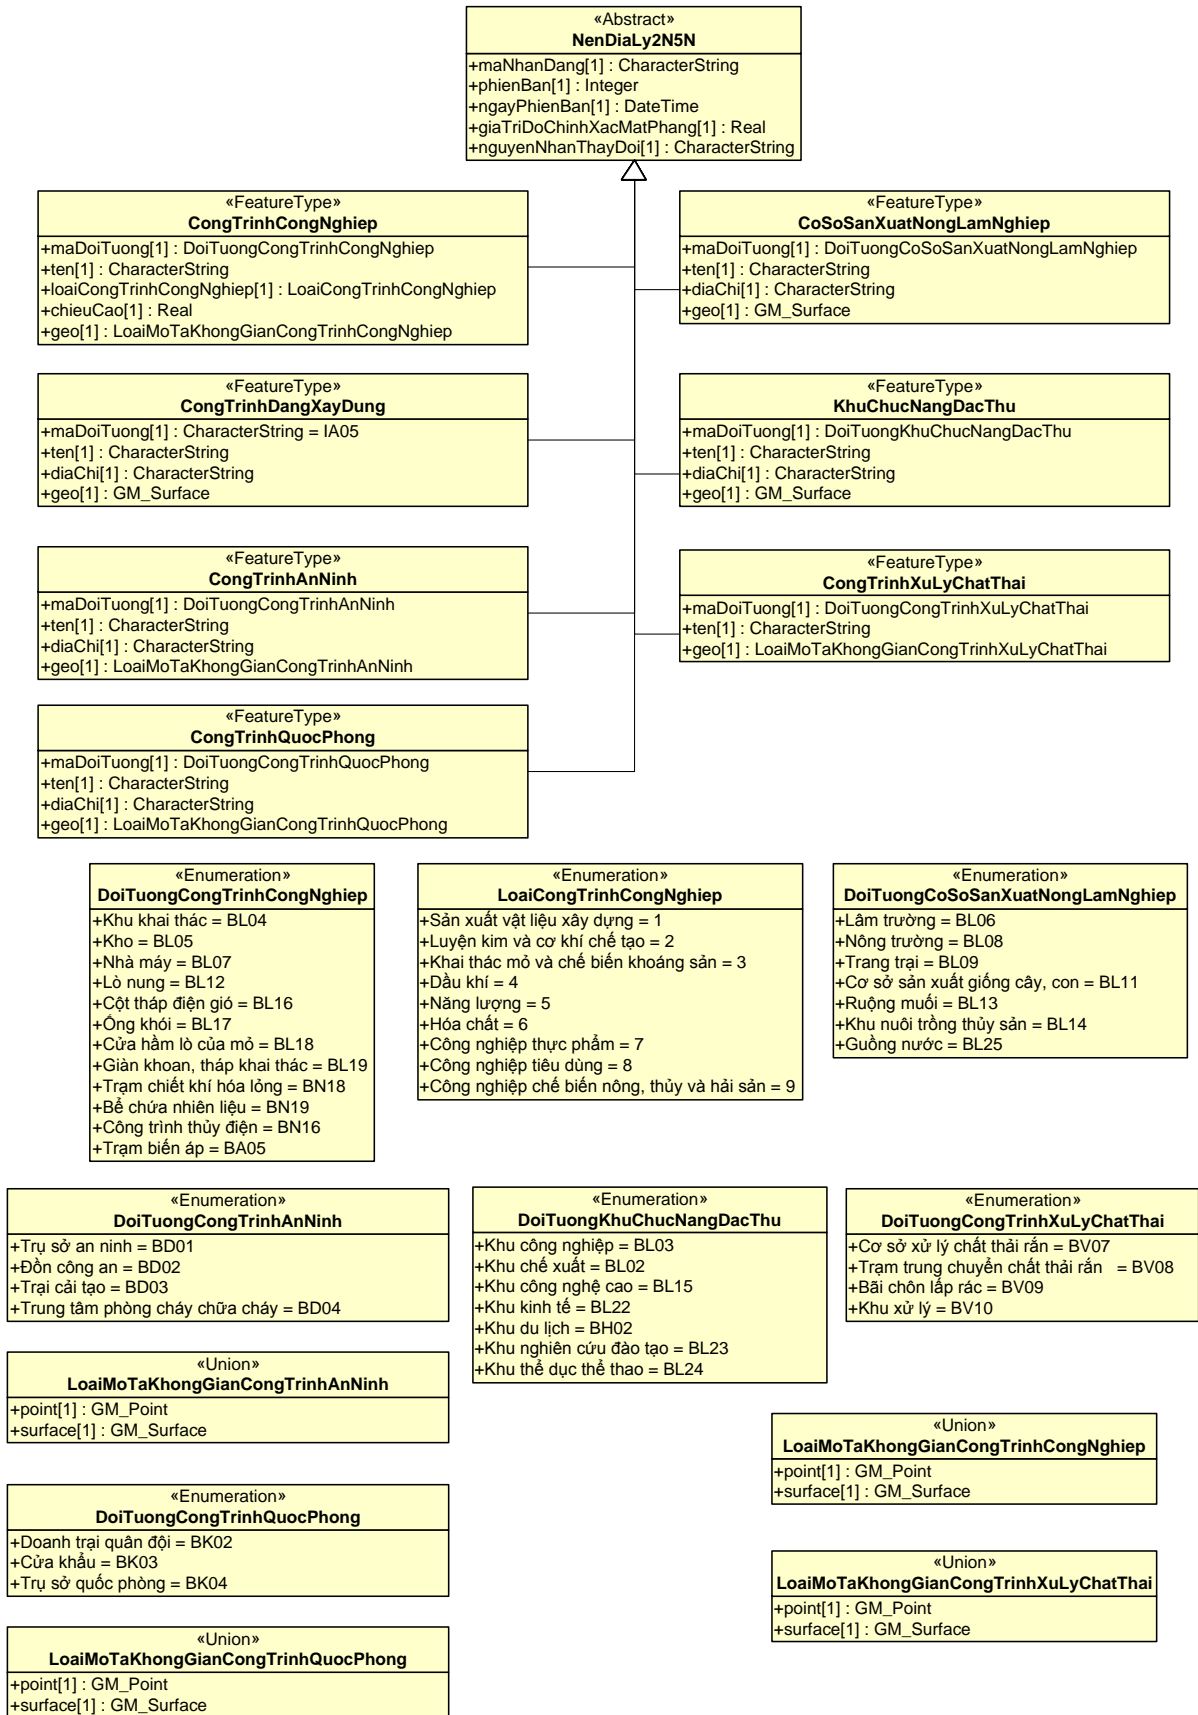 «Abstract»
NenDiaLy2N5N
+maNhanDang[1] : CharacterString
+phienBan[1] : Integer
+ngayPhienBan[1] : DateTime
+giaTriDoChinhXacMatPhang[1] : Real
+nguyenNhanThayDoi[1] : CharacterString
«FeatureType»
CongTrinhCongNghiep
+maDoiTuong[1] : DoiTuongCongTrinhCongNghiep
+ten[1] : CharacterString
+loaiCongTrinhCongNghiep[1] : LoaiCongTrinhCongNghiep
+chieuCao[1] : Real
+geo[1] : LoaiMoTaKhongGianCongTrinhCongNghiep
«FeatureType»
CoSoSanXuatNongLamNghiep
+maDoiTuong[1] : DoiTuongCoSoSanXuatNongLamNghiep
+ten[1] : CharacterString
+diaChi[1] : CharacterString
+geo[1] : GM_Surface
«FeatureType»
CongTrinhDangXayDung
+maDoiTuong[1] : CharacterString = IA05
+ten[1] : CharacterString
+diaChi[1] : CharacterString
+geo[1] : GM_Surface
«FeatureType»
KhuChucNangDacThu
+maDoiTuong[1] : DoiTuongKhuChucNangDacThu
+ten[1] : CharacterString
+diaChi[1] : CharacterString
+geo[1] : GM_Surface
«FeatureType»
CongTrinhAnNinh
+maDoiTuong[1] : DoiTuongCongTrinhAnNinh
+ten[1] : CharacterString
+diaChi[1] : CharacterString
+geo[1] : LoaiMoTaKhongGianCongTrinhAnNinh
«FeatureType»
CongTrinhXuLyChatThai
+maDoiTuong[1] : DoiTuongCongTrinhXuLyChatThai
+ten[1] : CharacterString
+geo[1] : LoaiMoTaKhongGianCongTrinhXuLyChatThai
«FeatureType»
CongTrinhQuocPhong
+maDoiTuong[1] : DoiTuongCongTrinhQuocPhong
+ten[1] : CharacterString
+diaChi[1] : CharacterString
+geo[1] : LoaiMoTaKhongGianCongTrinhQuocPhong
«Enumeration»
DoiTuongCongTrinhCongNghiep
+Khu khai thác = BL04
+Kho = BL05
+Nhà máy = BL07
+Lò nung = BL12
+Cột tháp điện gió = BL16
+Ống khói = BL17
+Cửa hầm lò của mỏ = BL18
+Giàn khoan, tháp khai thác = BL19
+Trạm chiết khí hóa lỏng = BN18
+Bể chứa nhiên liệu = BN19
+Công trình thủy điện = BN16
+Trạm biến áp = BA05
«Enumeration»
LoaiCongTrinhCongNghiep
+Sản xuất vật liệu xây dựng = 1
+Luyện kim và cơ khí chế tạo = 2
+Khai thác mỏ và chế biến khoáng sản = 3
+Dầu khí = 4
+Năng lượng = 5
+Hóa chất = 6
+Công nghiệp thực phẩm = 7
+Công nghiệp tiêu dùng = 8
+Công nghiệp chế biến nông, thủy và hải sản = 9
«Enumeration»
DoiTuongCoSoSanXuatNongLamNghiep
+Lâm trường = BL06
+Nông trường = BL08
+Trang trại = BL09
+Cơ sở sản xuất giống cây, con = BL11
+Ruộng muối = BL13
+Khu nuôi trồng thủy sản = BL14
+Guồng nước = BL25
«Enumeration»
DoiTuongCongTrinhAnNinh
+Trụ sở an ninh = BD01
+Đồn công an = BD02
+Trại cải tạo = BD03
+Trung tâm phòng cháy chữa cháy = BD04
«Enumeration»
DoiTuongKhuChucNangDacThu
+Khu công nghiệp = BL03
+Khu chế xuất = BL02
+Khu công nghệ cao = BL15
+Khu kinh tế = BL22
+Khu du lịch = BH02
+Khu nghiên cứu đào tạo = BL23
+Khu thể dục thể thao = BL24
«Enumeration»
DoiTuongCongTrinhXuLyChatThai
+Cơ sở xử lý chất thải rắn = BV07
+Trạm trung chuyển chất thải rắn = BV08
+Bãi chôn lấp rác = BV09
+Khu xử lý = BV10
«Union»
LoaiMoTaKhongGianCongTrinhAnNinh
+point[1] : GM_Point
+surface[1] : GM_Surface
«Union»
LoaiMoTaKhongGianCongTrinhCongNghiep
+point[1] : GM_Point
+surface[1] : GM_Surface
«Enumeration»
DoiTuongCongTrinhQuocPhong
+Doanh trại quân đội = BK02
+Cửa khẩu = BK03
+Trụ sở quốc phòng = BK04
«Union»
LoaiMoTaKhongGianCongTrinhXuLyChatThai
+point[1] : GM_Point
+surface[1] : GM_Surface
«Union»
LoaiMoTaKhongGianCongTrinhQuocPhong
+point[1] : GM_Point
+surface[1] : GM_Surface